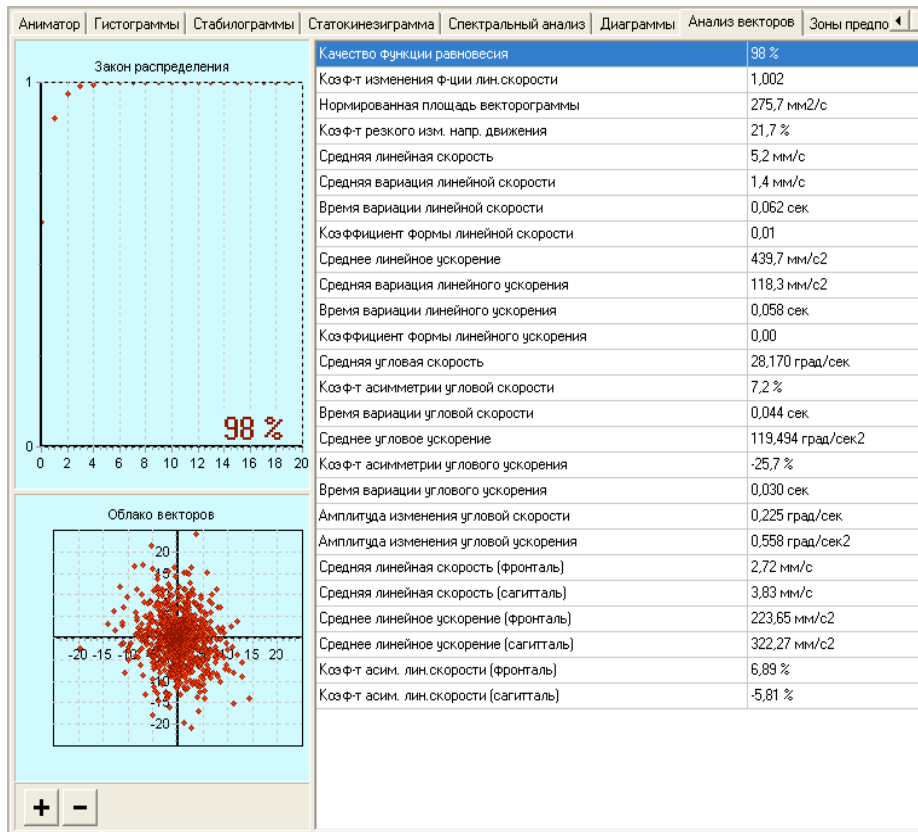 Аниматор Гистограммы Стабилограммы Статокинезиграмма Спектральный анализ Диаграммы Анализ векторов Зоны предпо
Закон распределения
1
0
98 %
0 2 4 6 8 10 12 14 16 18 20
Облако векторов
20
15
-20 -15 -10 10 15 20
-10
-15
-20
+ −
Качество функции равновесия 98 %
Коэф-т изменения ф-ции лин.скорости 1,002
Нормированная площадь векторограммы 275,7 мм2/с
Коэф-т резкого изм. напр. движения 21,7 %
Средняя линейная скорость 5,2 мм/с
Средняя вариация линейной скорости 1,4 мм/с
Время вариации линейной скорости 0,062 сек
Коэффициент формы линейной скорости 0,01
Среднее линейное ускорение 439,7 мм/с2
Средняя вариация линейного ускорения 118,3 мм/с2
Время вариации линейного ускорения 0,058 сек
Коэффициент формы линейного ускорения 0,00
Средняя угловая скорость 28,170 град/сек
Коэф-т асимметрии угловой скорости 7,2 %
Время вариации угловой скорости 0,044 сек
Среднее угловое ускорение 119,494 град/сек2
Коэф-т асимметрии углового ускорения -25,7 %
Время вариации углового ускорения 0,030 сек
Амплитуда изменения угловой скорости 0,225 град/сек
Амплитуда изменения угловой ускорения 0,558 град/сек2
Средняя линейная скорость (фронталь) 2,72 мм/с
Средняя линейная скорость (сагитталь) 3,83 мм/с
Среднее линейное ускорение (фронталь) 223,65 мм/с2
Среднее линейное ускорение (сагитталь) 322,27 мм/с2
Коэф-т асим. лин.скорости (фронталь) 6,89 %
Коэф-т асим. лин.скорости (сагитталь) -5,81 %